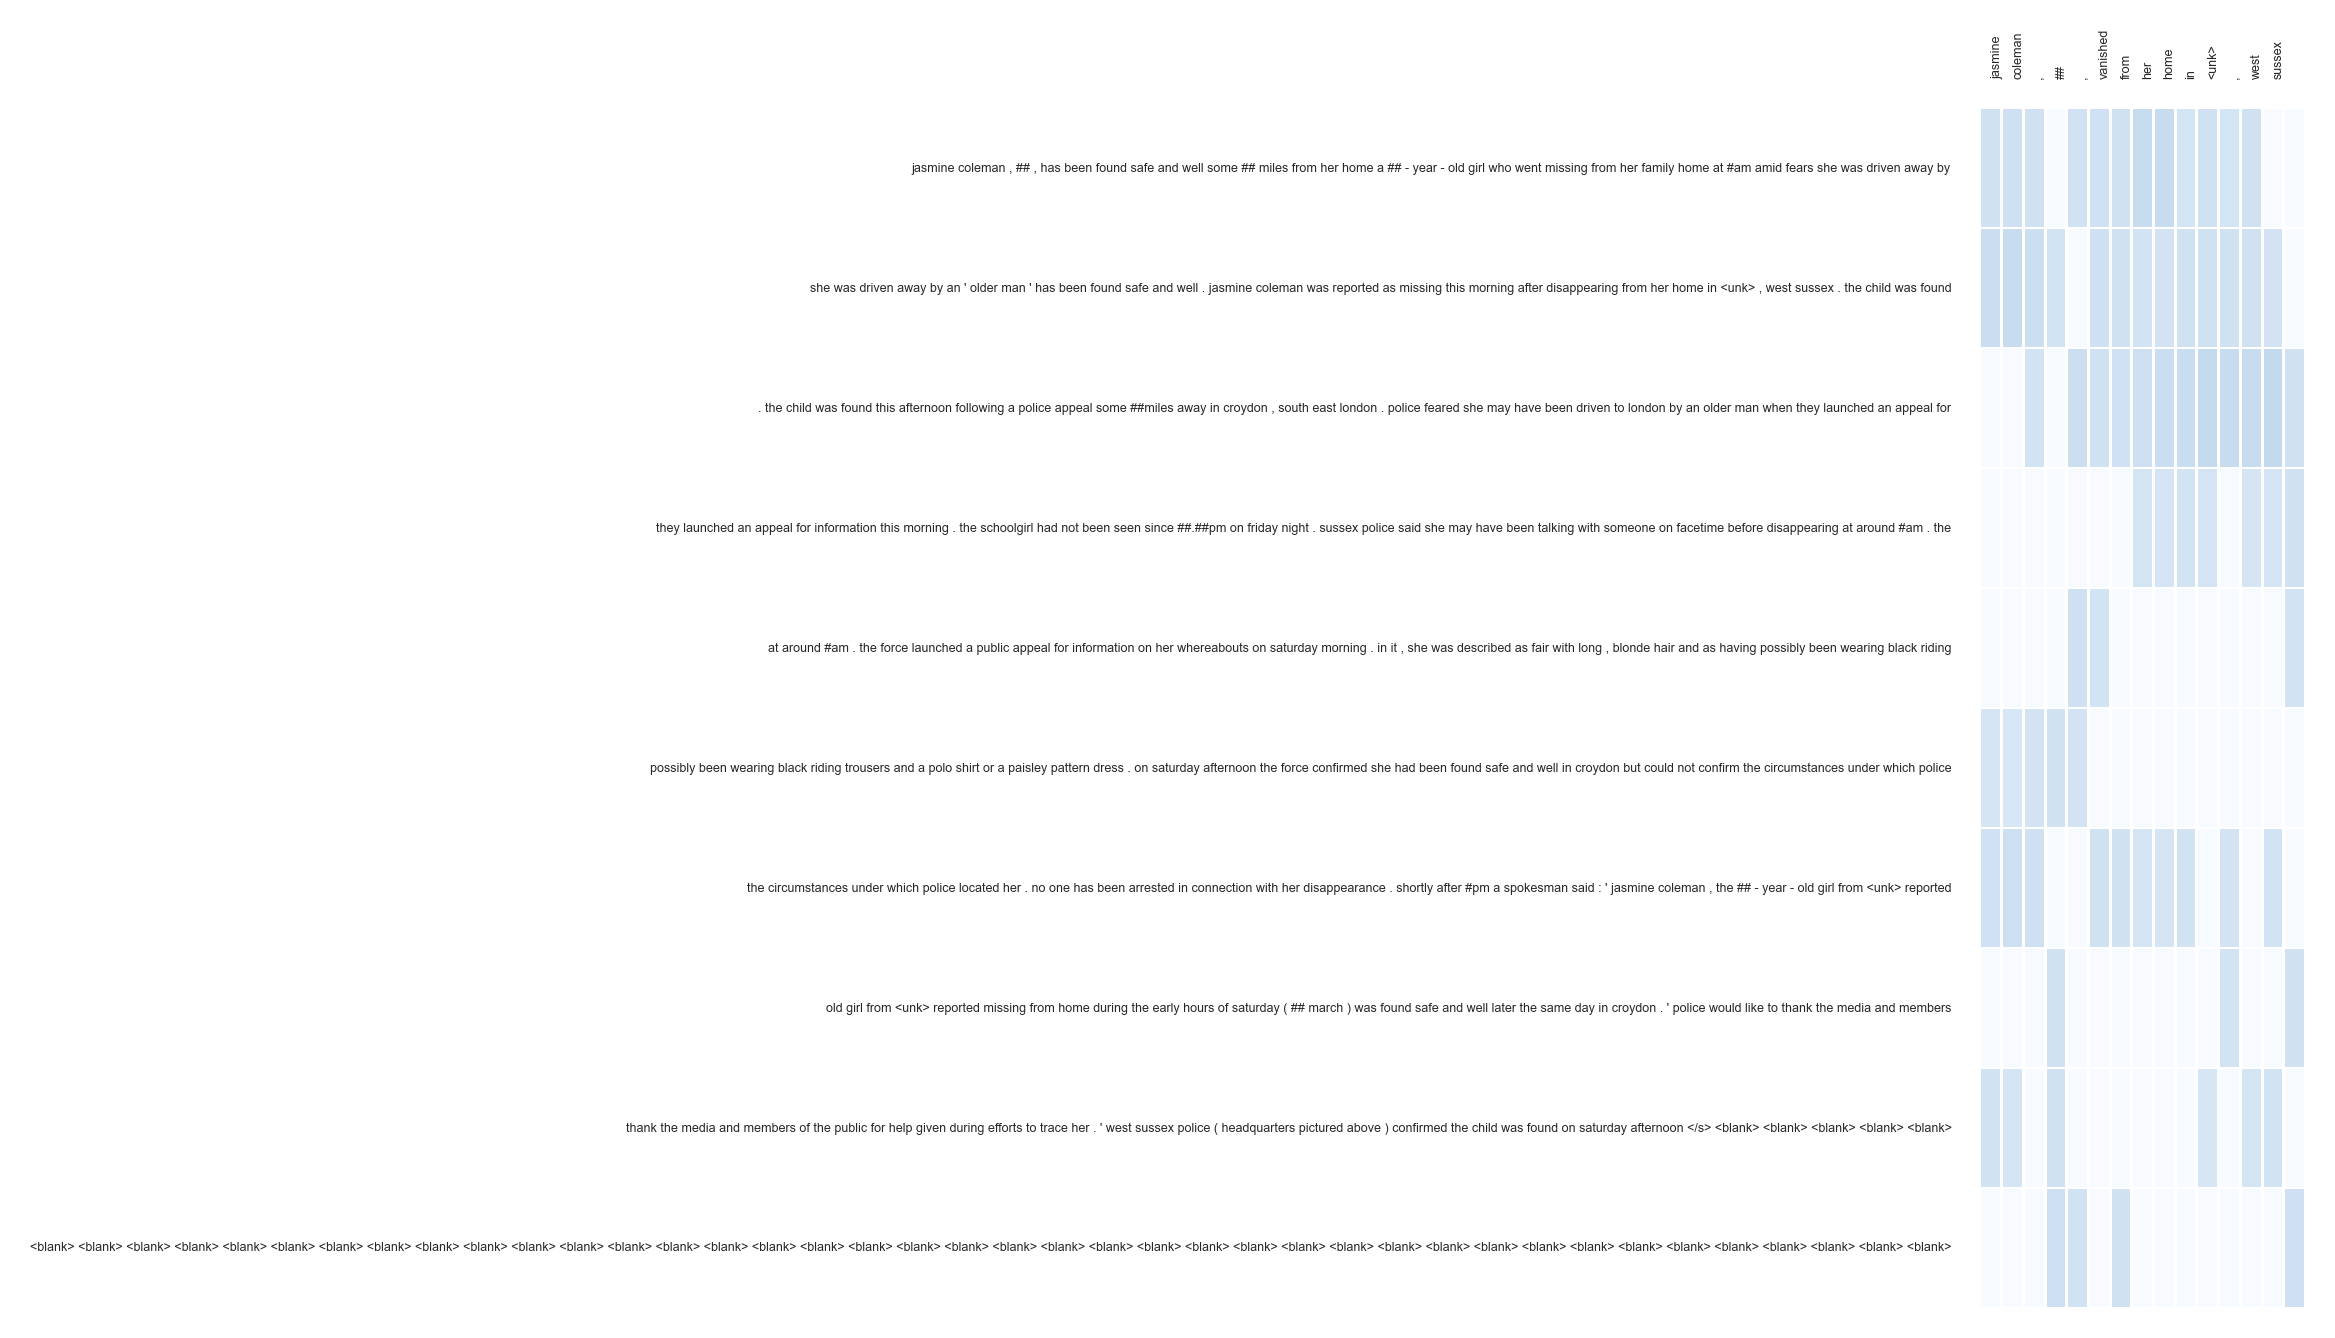 jasmine coleman , ## , vanished from her home in <unk> , west sussex
jasmine coleman , ## , has been found safe and well some ## miles from her home a ## - year - old girl who went missing from her family home at #am amid fears she was driven away by
she was driven away by an ' older man ' has been found safe and well . jasmine coleman was reported as missing this morning after disappearing from her home in <unk> , west sussex . the child was found
. the child was found this afternoon following a police appeal some ##miles away in croydon , south east london . police feared she may have been driven to london by an older man when they launched an appeal for
they launched an appeal for information this morning . the schoolgirl had not been seen since ##.##pm on friday night . sussex police said she may have been talking with someone on facetime before disappearing at around #am . the
at around #am . the force launched a public appeal for information on her whereabouts on saturday morning . in it , she was described as fair with long , blonde hair and as having possibly been wearing black riding
possibly been wearing black riding trousers and a polo shirt or a paisley pattern dress . on saturday afternoon the force confirmed she had been found safe and well in croydon but could not confirm the circumstances under which police
the circumstances under which police located her . no one has been arrested in connection with her disappearance . shortly after #pm a spokesman said : ' jasmine coleman , the ## - year - old girl from <unk> reported
old girl from <unk> reported missing from home during the early hours of saturday ( ## march ) was found safe and well later the same day in croydon . ' police would like to thank the media and members
thank the media and members of the public for help given during efforts to trace her . ' west sussex police ( headquarters pictured above ) confirmed the child was found on saturday afternoon </s> <blank> <blank> <blank> <blank> <blank>
<blank> <blank> <blank> <blank> <blank> <blank> <blank> <blank> <blank> <blank> <blank> <blank> <blank> <blank> <blank> <blank> <blank> <blank> <blank> <blank> <blank> <blank> <blank> <blank> <blank> <blank> <blank> <blank> <blank> <blank> <blank> <blank> <blank> <blank> <blank> <blank> <blank> <blank> <blank> <blank>